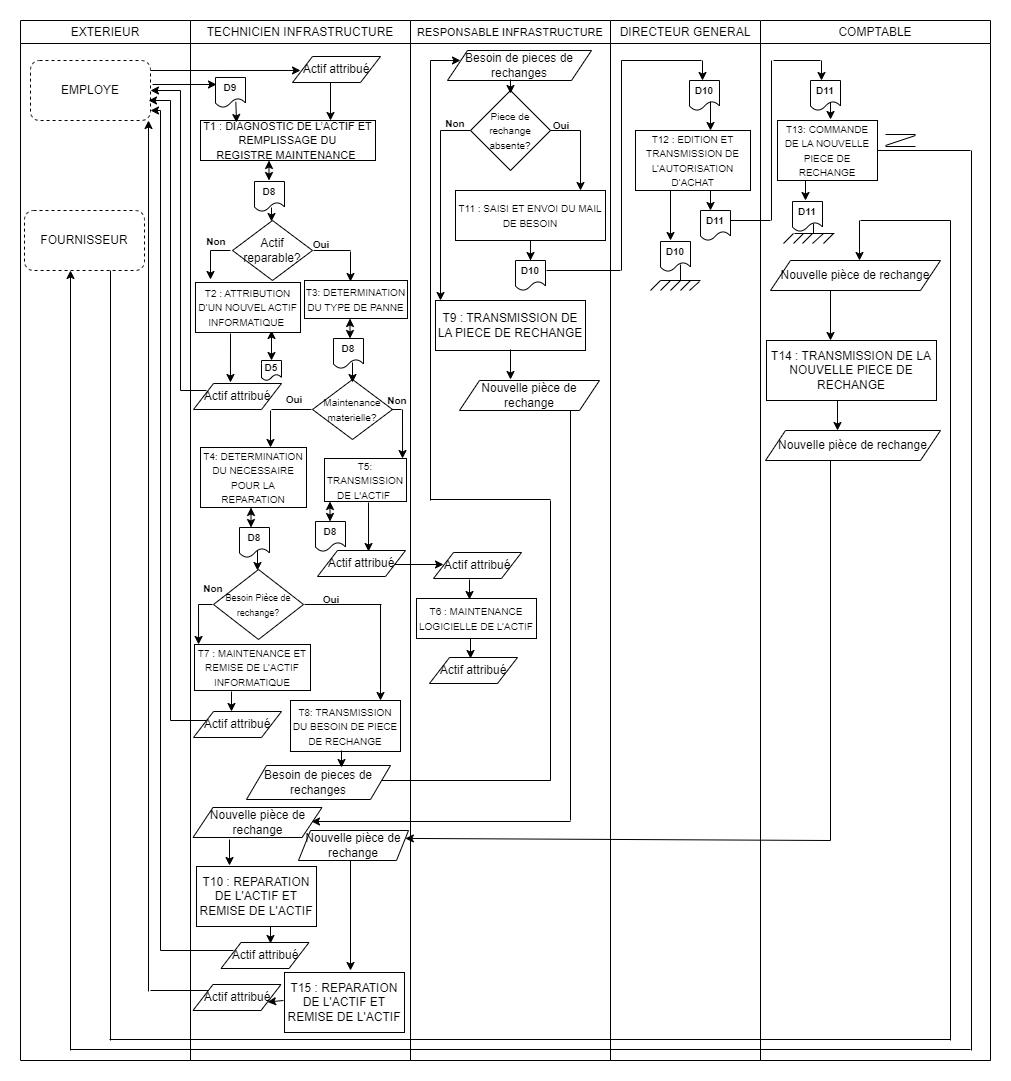 EXTERIEUR
TECHNICIEN INFRASTRUCTURE
RESPONSABLE INFRASTRUCTURE
DIRECTEUR GENERAL
COMPTABLE
EMPLOYE
FOURNISSEUR
D9
Actif attribué
T1 : DIAGNOSTIC DE L'ACTIF ET
REMPLISSAGE DU
REGISTRE MAINTENANCE
D8
Non
Actif
reparable?
Oui
T2 : ATTRIBUTION
D'UN NOUVEL ACTIF
INFORMATIQUE
T3: DETERMINATION
DU TYPE DE PANNE
D5
D8
Actif attribué
Oui
Maintenance
materielle?
Non
T4: DETERMINATION
DU NECESSAIRE
POUR LA
REPARATION
T5:
TRANSMISSION
DE L'ACTIF
D8
D8
Actif attribué
Non
Besoin Pièce de
rechange?
Oui
T7 : MAINTENANCE ET
REMISE DE L'ACTIF
INFORMATIQUE
Actif attribué
T8: TRANSMISSION
DU BESOIN DE PIECE
DE RECHANGE
Besoin de pieces de
rechanges
Nouvelle pièce de
rechange
Nouvelle pièce de
rechange
T10 : REPARATION
DE L'ACTIF ET
REMISE DE L'ACTIF
Actif attribué
Actif attribué
T15 : REPARATION
DE L'ACTIF ET
REMISE DE L'ACTIF
Besoin de pieces de
rechanges
Non
Piece de
rechange
absente?
Oui
T11 : SAISI ET ENVOI DU MAIL
DE BESOIN
D10
T9 : TRANSMISSION DE
LA PIECE DE RECHANGE
Nouvelle pièce de
rechange
Actif attribué
T6 : MAINTENANCE
LOGICIELLE DE L'ACTIF
Actif attribué
D10
T12 : EDITION ET
TRANSMISSION DE
L'AUTORISATION
D'ACHAT
D11
D10
D11
T13: COMMANDE
DE LA NOUVELLE
PIECE DE
RECHANGE
D11
Nouvelle pièce de rechange
T14 : TRANSMISSION DE LA
NOUVELLE PIECE DE
RECHANGE
Nouvelle pièce de rechange